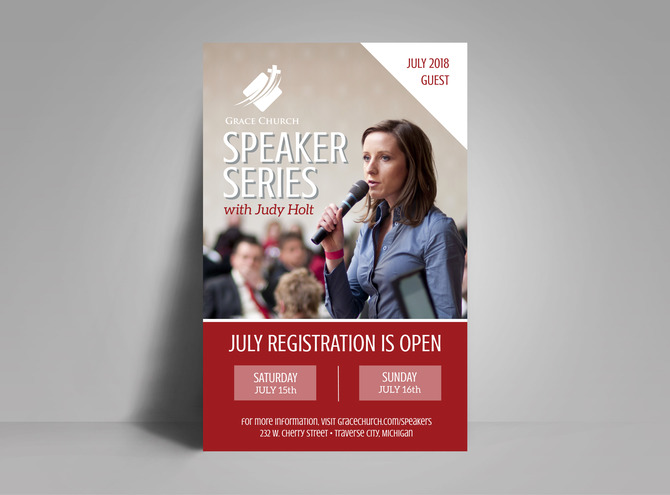 JULY 2018
GUEST
GRACE CHURCH
SPEAKER
SERIES
with Judy Holt
JULY REGISTRATION IS OPEN
SATURDAY
JULY 15th
SUNDAY
JULY 16th
For more information, visit gracechurch.com/speakers
232 W. Cherry Street • Traverse City, Michigan